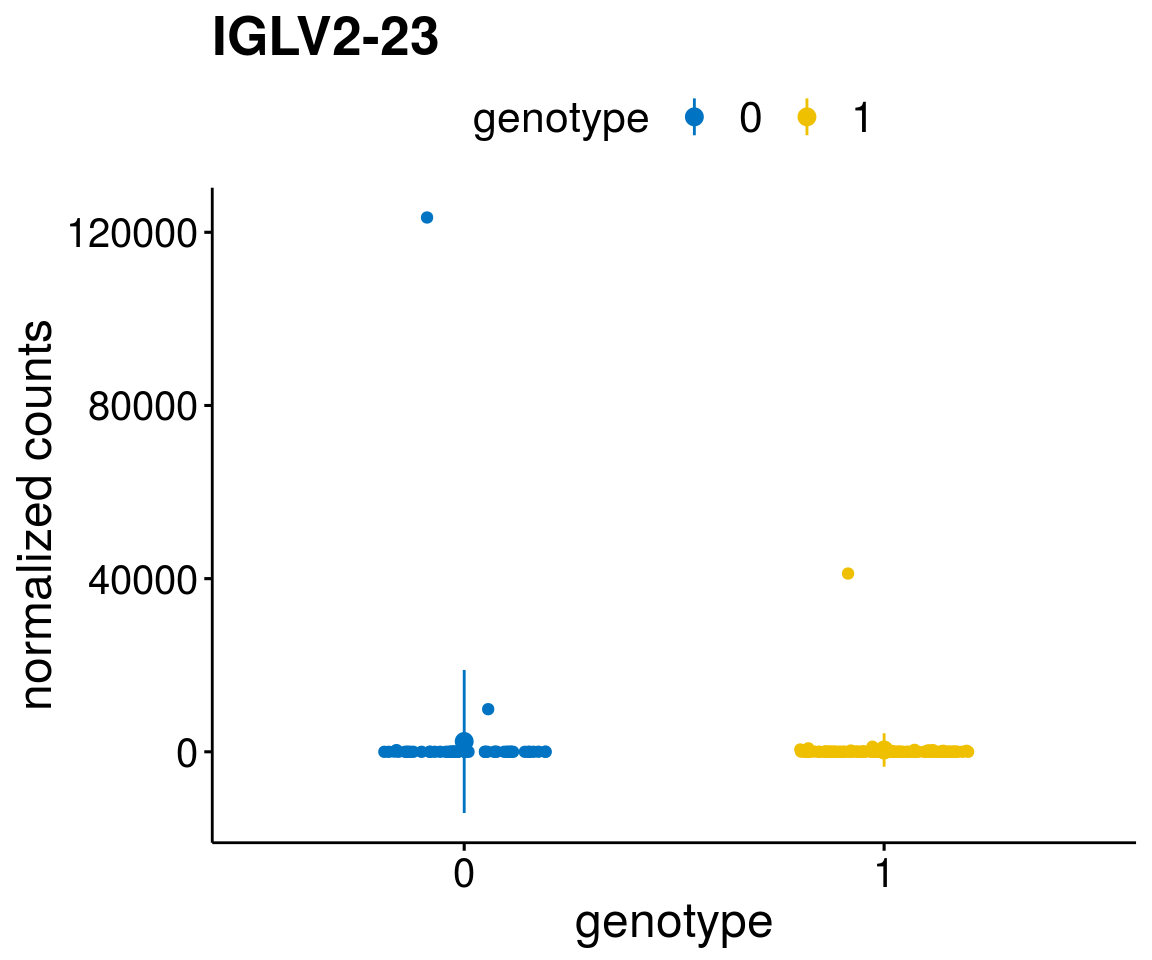 IGLV2-23
genotype 0 1
120000
80000
40000
0
normalized counts
0 1
genotype